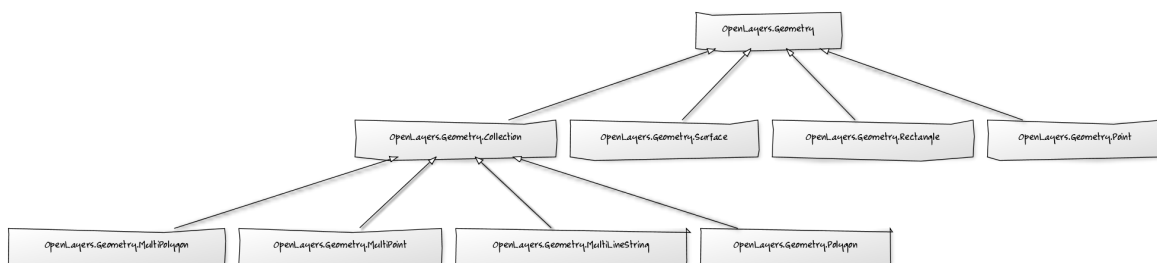 OpenLayers.Geometry
OpenLayers.Geometry.Collection
OpenLayers.Geometry.Surface
OpenLayers.Geometry.Rectangle
OpenLayers.Geometry.Point
OpenLayers.Geometry.MultiPolygon
OpenLayers.Geometry.MultiPoint
OpenLayers.Geometry.MultiLineString
OpenLayers.Geometry.Polygon